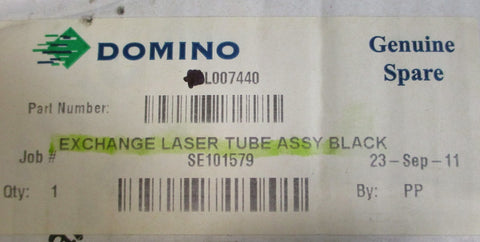 DOMINO
Genuine
Spare
L007440
Part Number:
EXCHANGE LASER TUBE ASSY BLACK
Job # SE101579 23-Sep-11
Qty: 1 By: PP